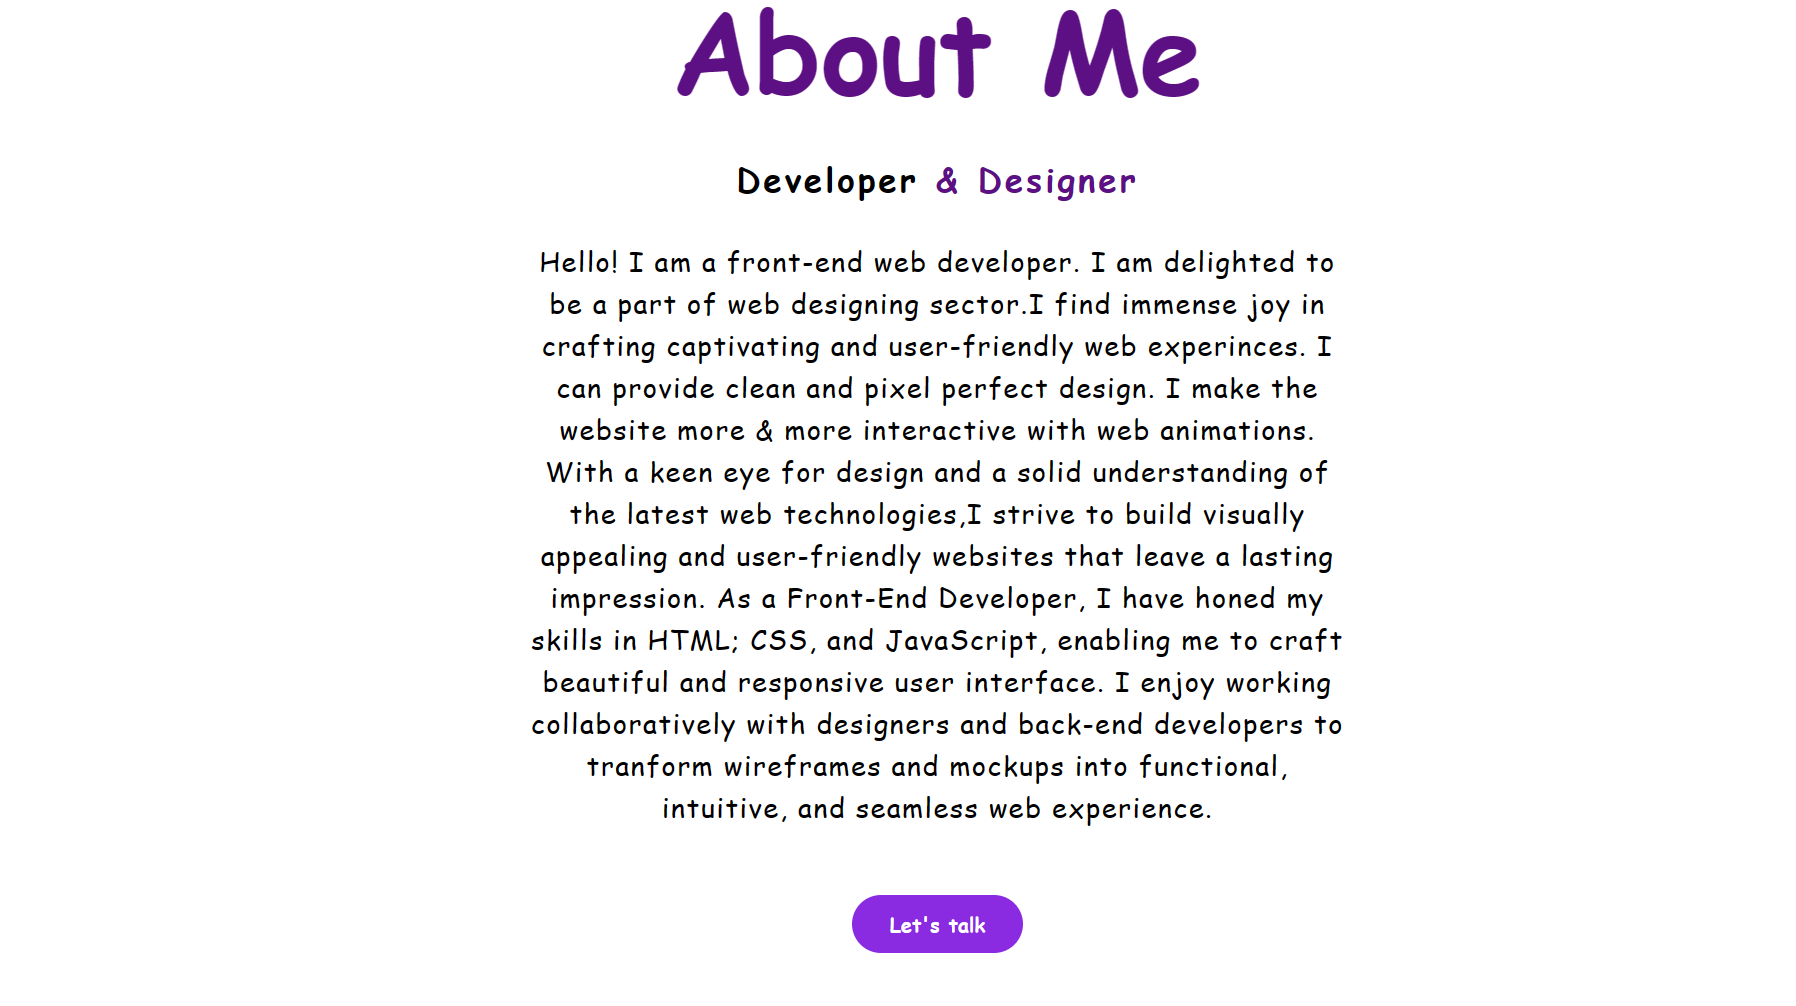 About Me
Developer & Designer
Hello! I am a front-end web developer. I am delighted to
be a part of web designing sector.I find immense joy in
crafting captivating and user-friendly web experinces. I
can provide clean and pixel perfect design. I make the
website more & more interactive with web animations.
With a keen eye for design and a solid understanding of
the latest web technologies,I strive to build visually
appealing and user-friendly websites that leave a lasting
impression. As a Front-End Developer, I have honed my
skills in HTML; CSS, and JavaScript, enabling me to craft
beautiful and responsive user interface. I enjoy working
collaboratively with designers and back-end developers to
tranform wireframes and mockups into functional,
intuitive, and seamless web experience.
Let's talk